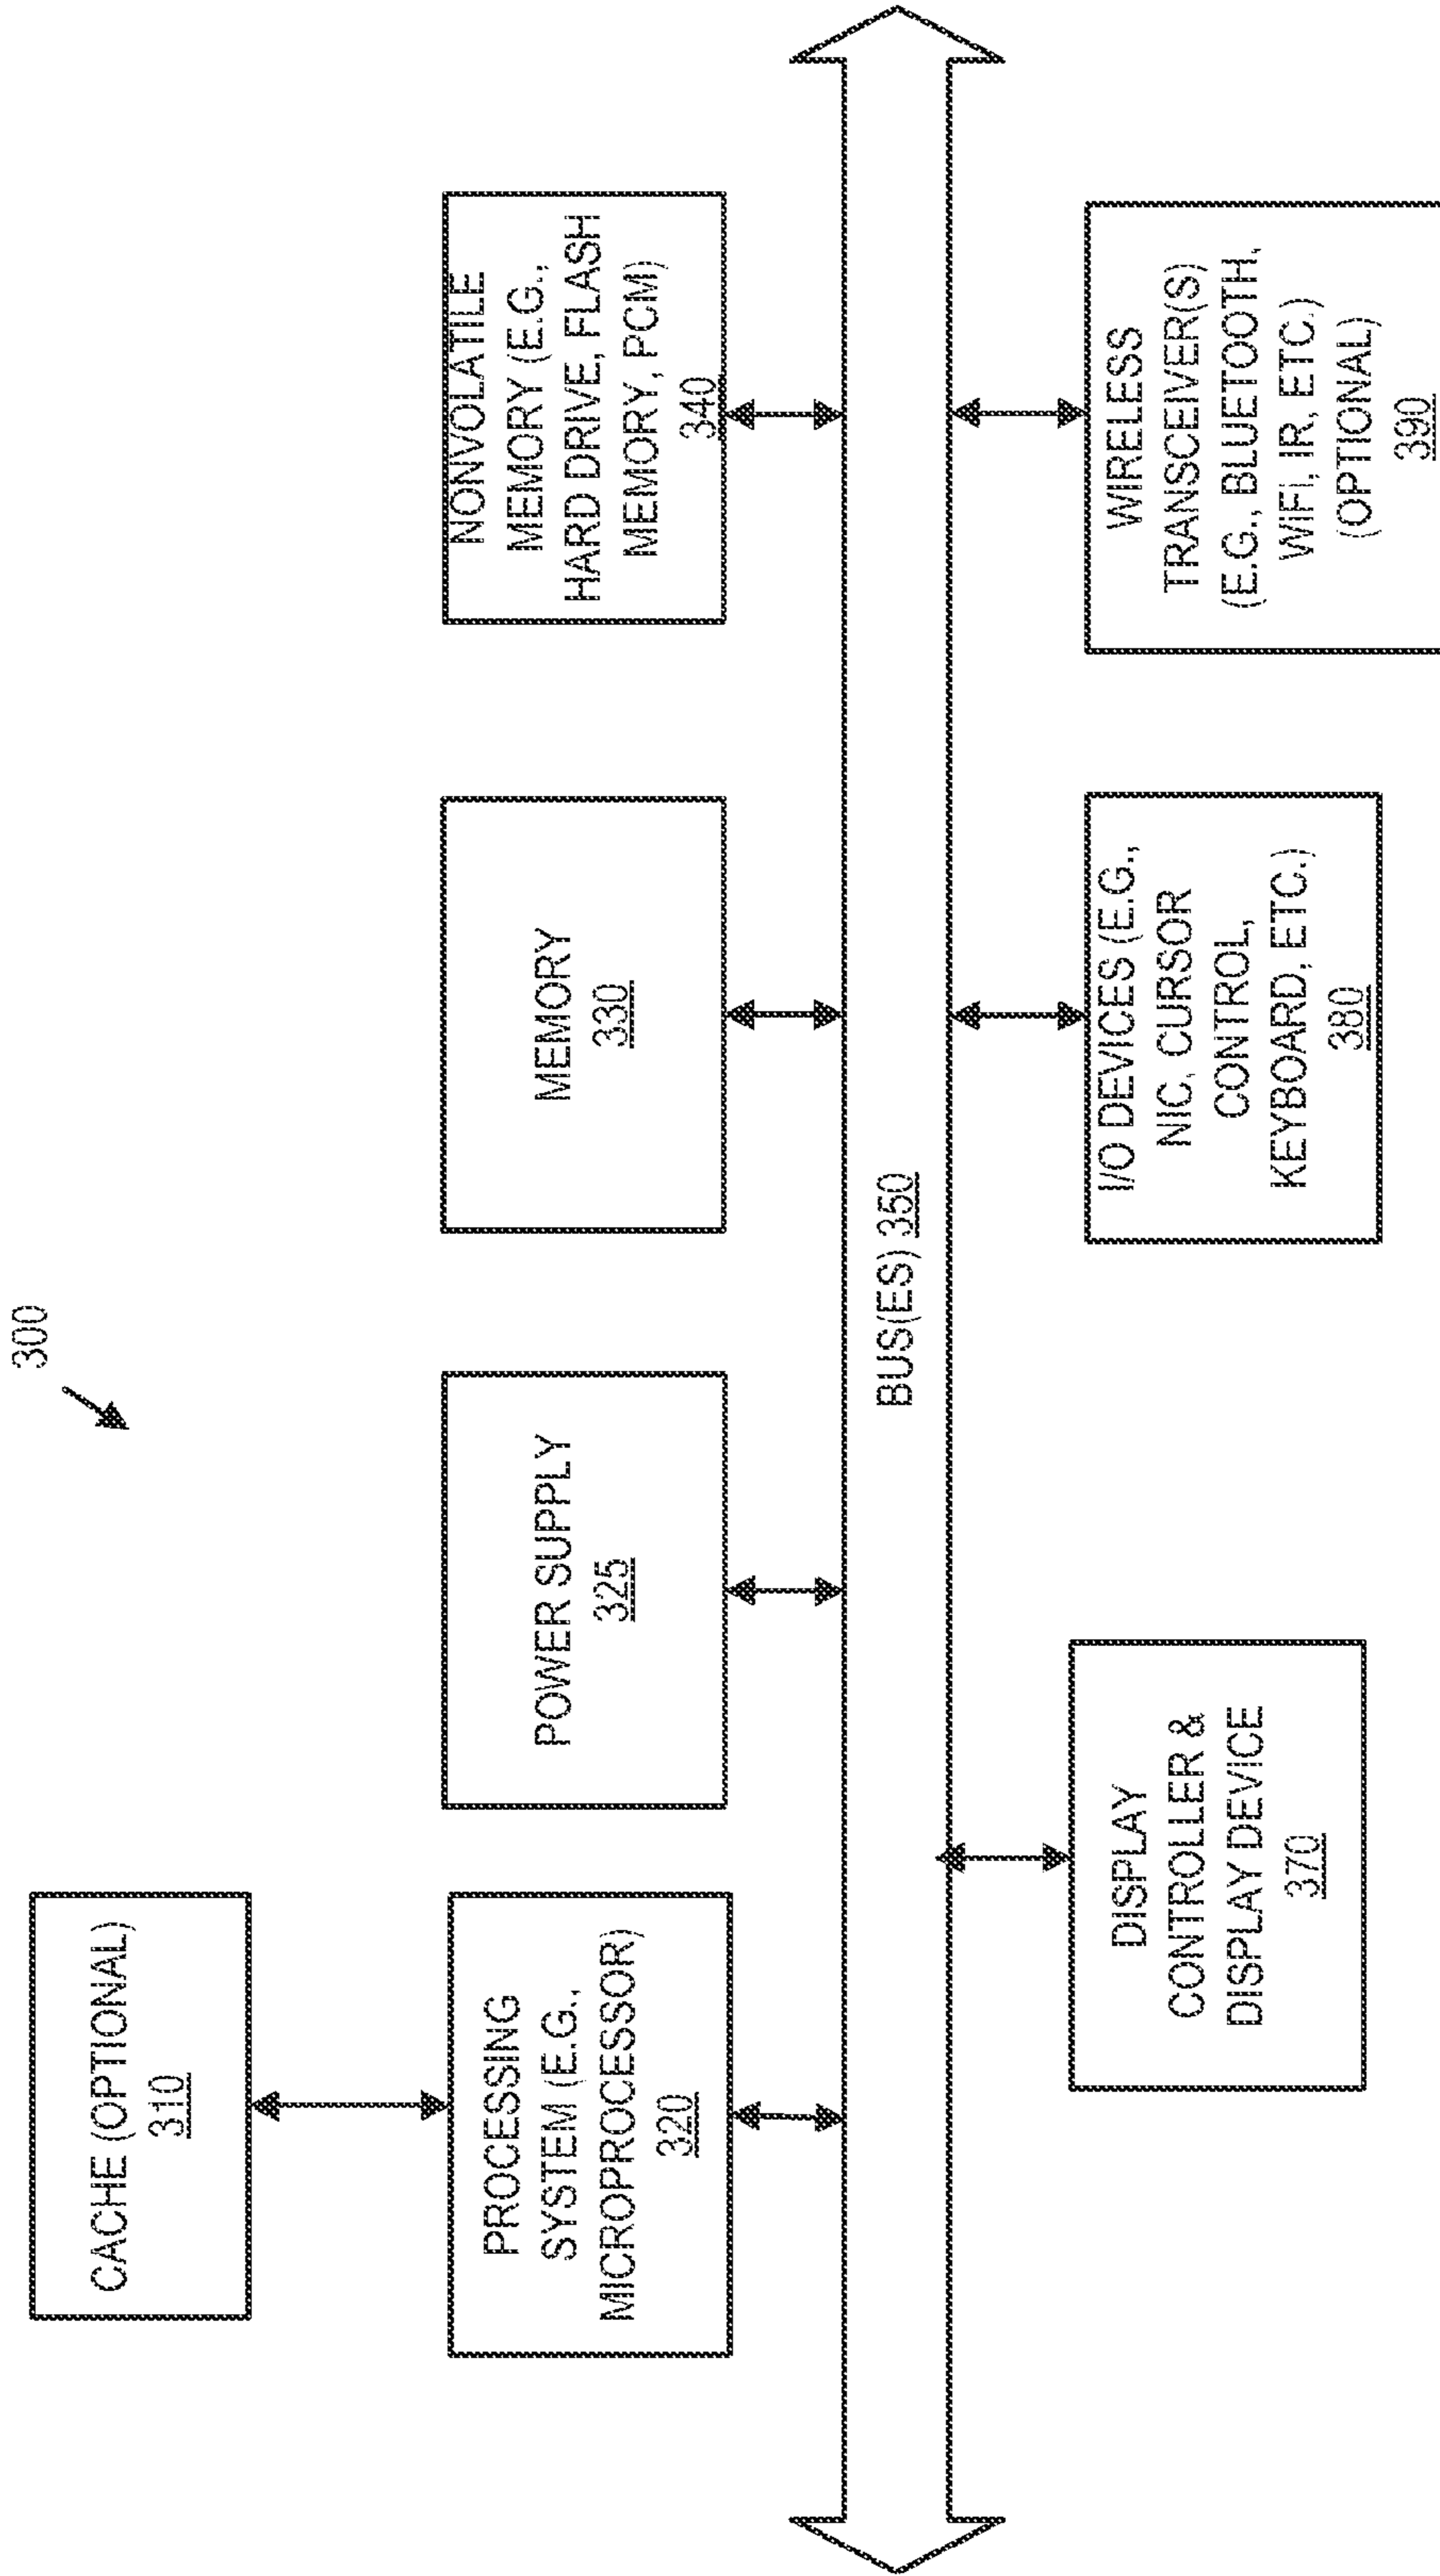 300
CACHE (OPTIONAL)
310
PROCESSING
SYSTEM (E.G.,
MICROPROCESSOR)
320
POWER SUPPLY
325
MEMORY
330
NONVOLATILE
MEMORY (E.G.,
HARD DRIVE, FLASH
MEMORY, PCM)
340
BUS(ES) 350
DISPLAY
CONTROLLER &
DISPLAY DEVICE
370
I/O DEVICES (E.G.,
NIC, CURSOR
CONTROL,
KEYBOARD, ETC.)
380
WIRELESS
TRANSCEIVER(S)
(E.G., BLUETOOTH,
WiFi, IR, ETC.)
(OPTIONAL)
390